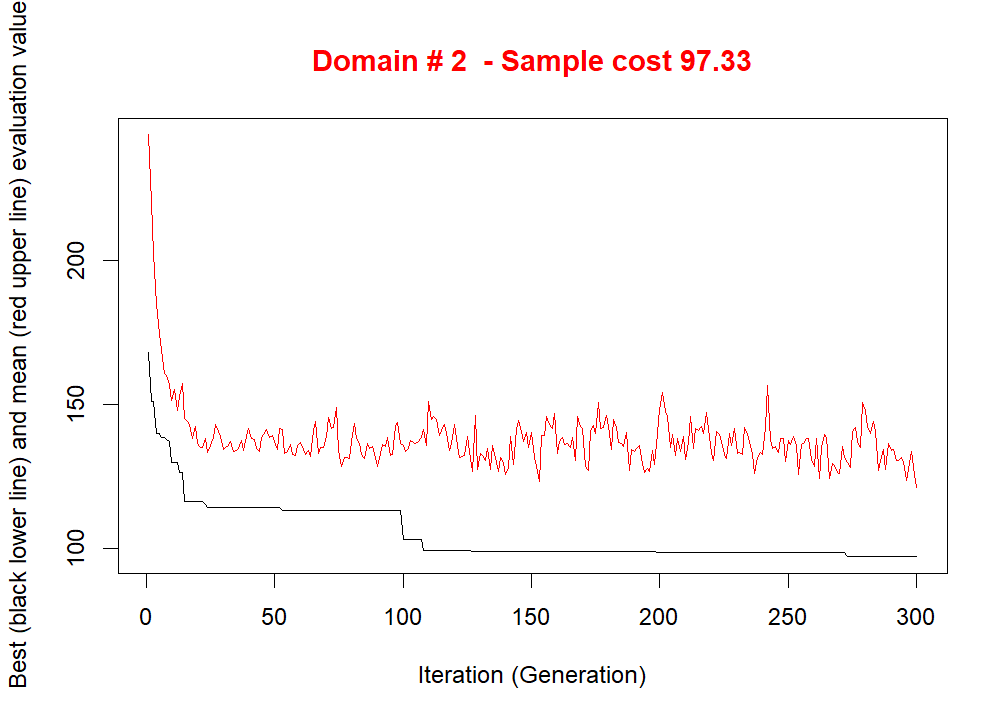 Domain # 2  - Sample cost 97.33
Best (black lower line) and mean (red upper line) evaluation value
200
150
100
0 50 100 150 200 250 300
Iteration (Generation)